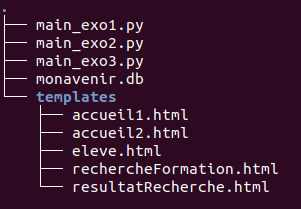 .
├── main_exo1.py
├── main_exo2.py
├── main_exo3.py
├── monavenir.db
└── templates
    ├── accueil1.html
    ├── accueil2.html
    ├── eleve.html
    ├── rechercheFormation.html
    └── resultatRecherche.html